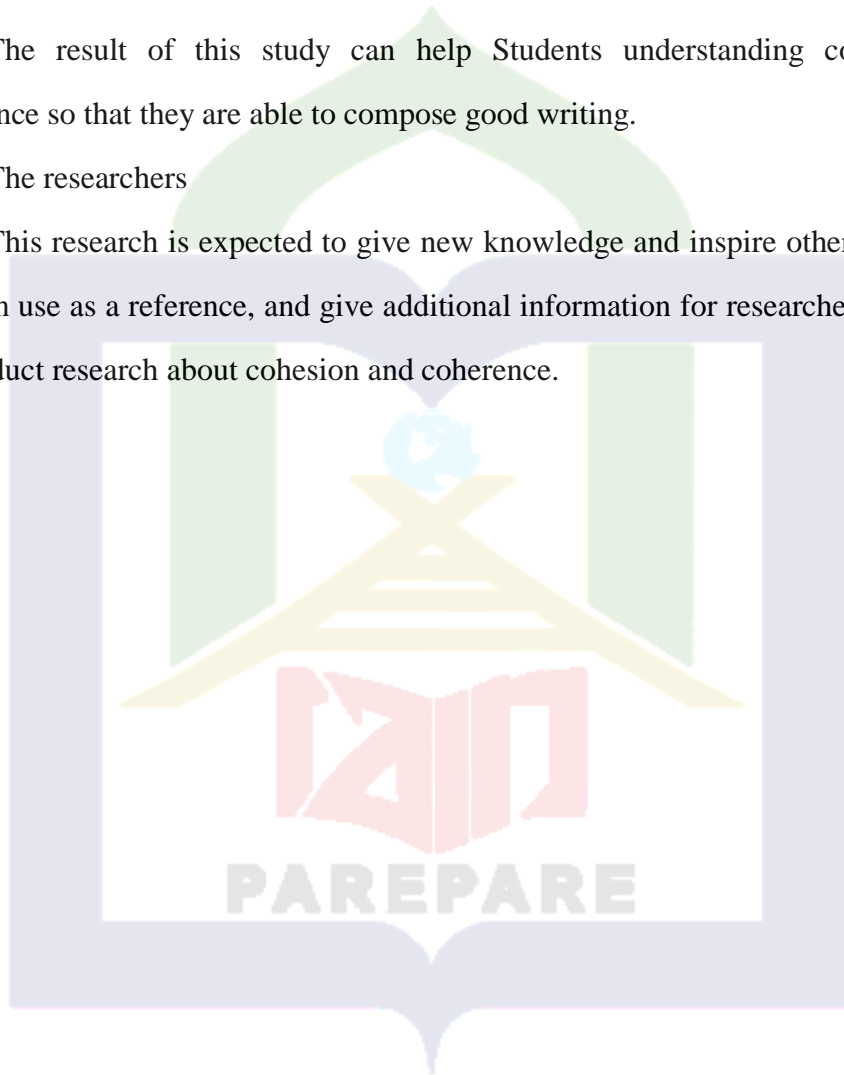 The result of this study can help Students understanding co
nce so that they are able to compose good writing.
The researchers
This research is expected to give new knowledge and inspire other
n use as a reference, and give additional information for researche
duct research about cohesion and coherence.
iain
PAREPARE